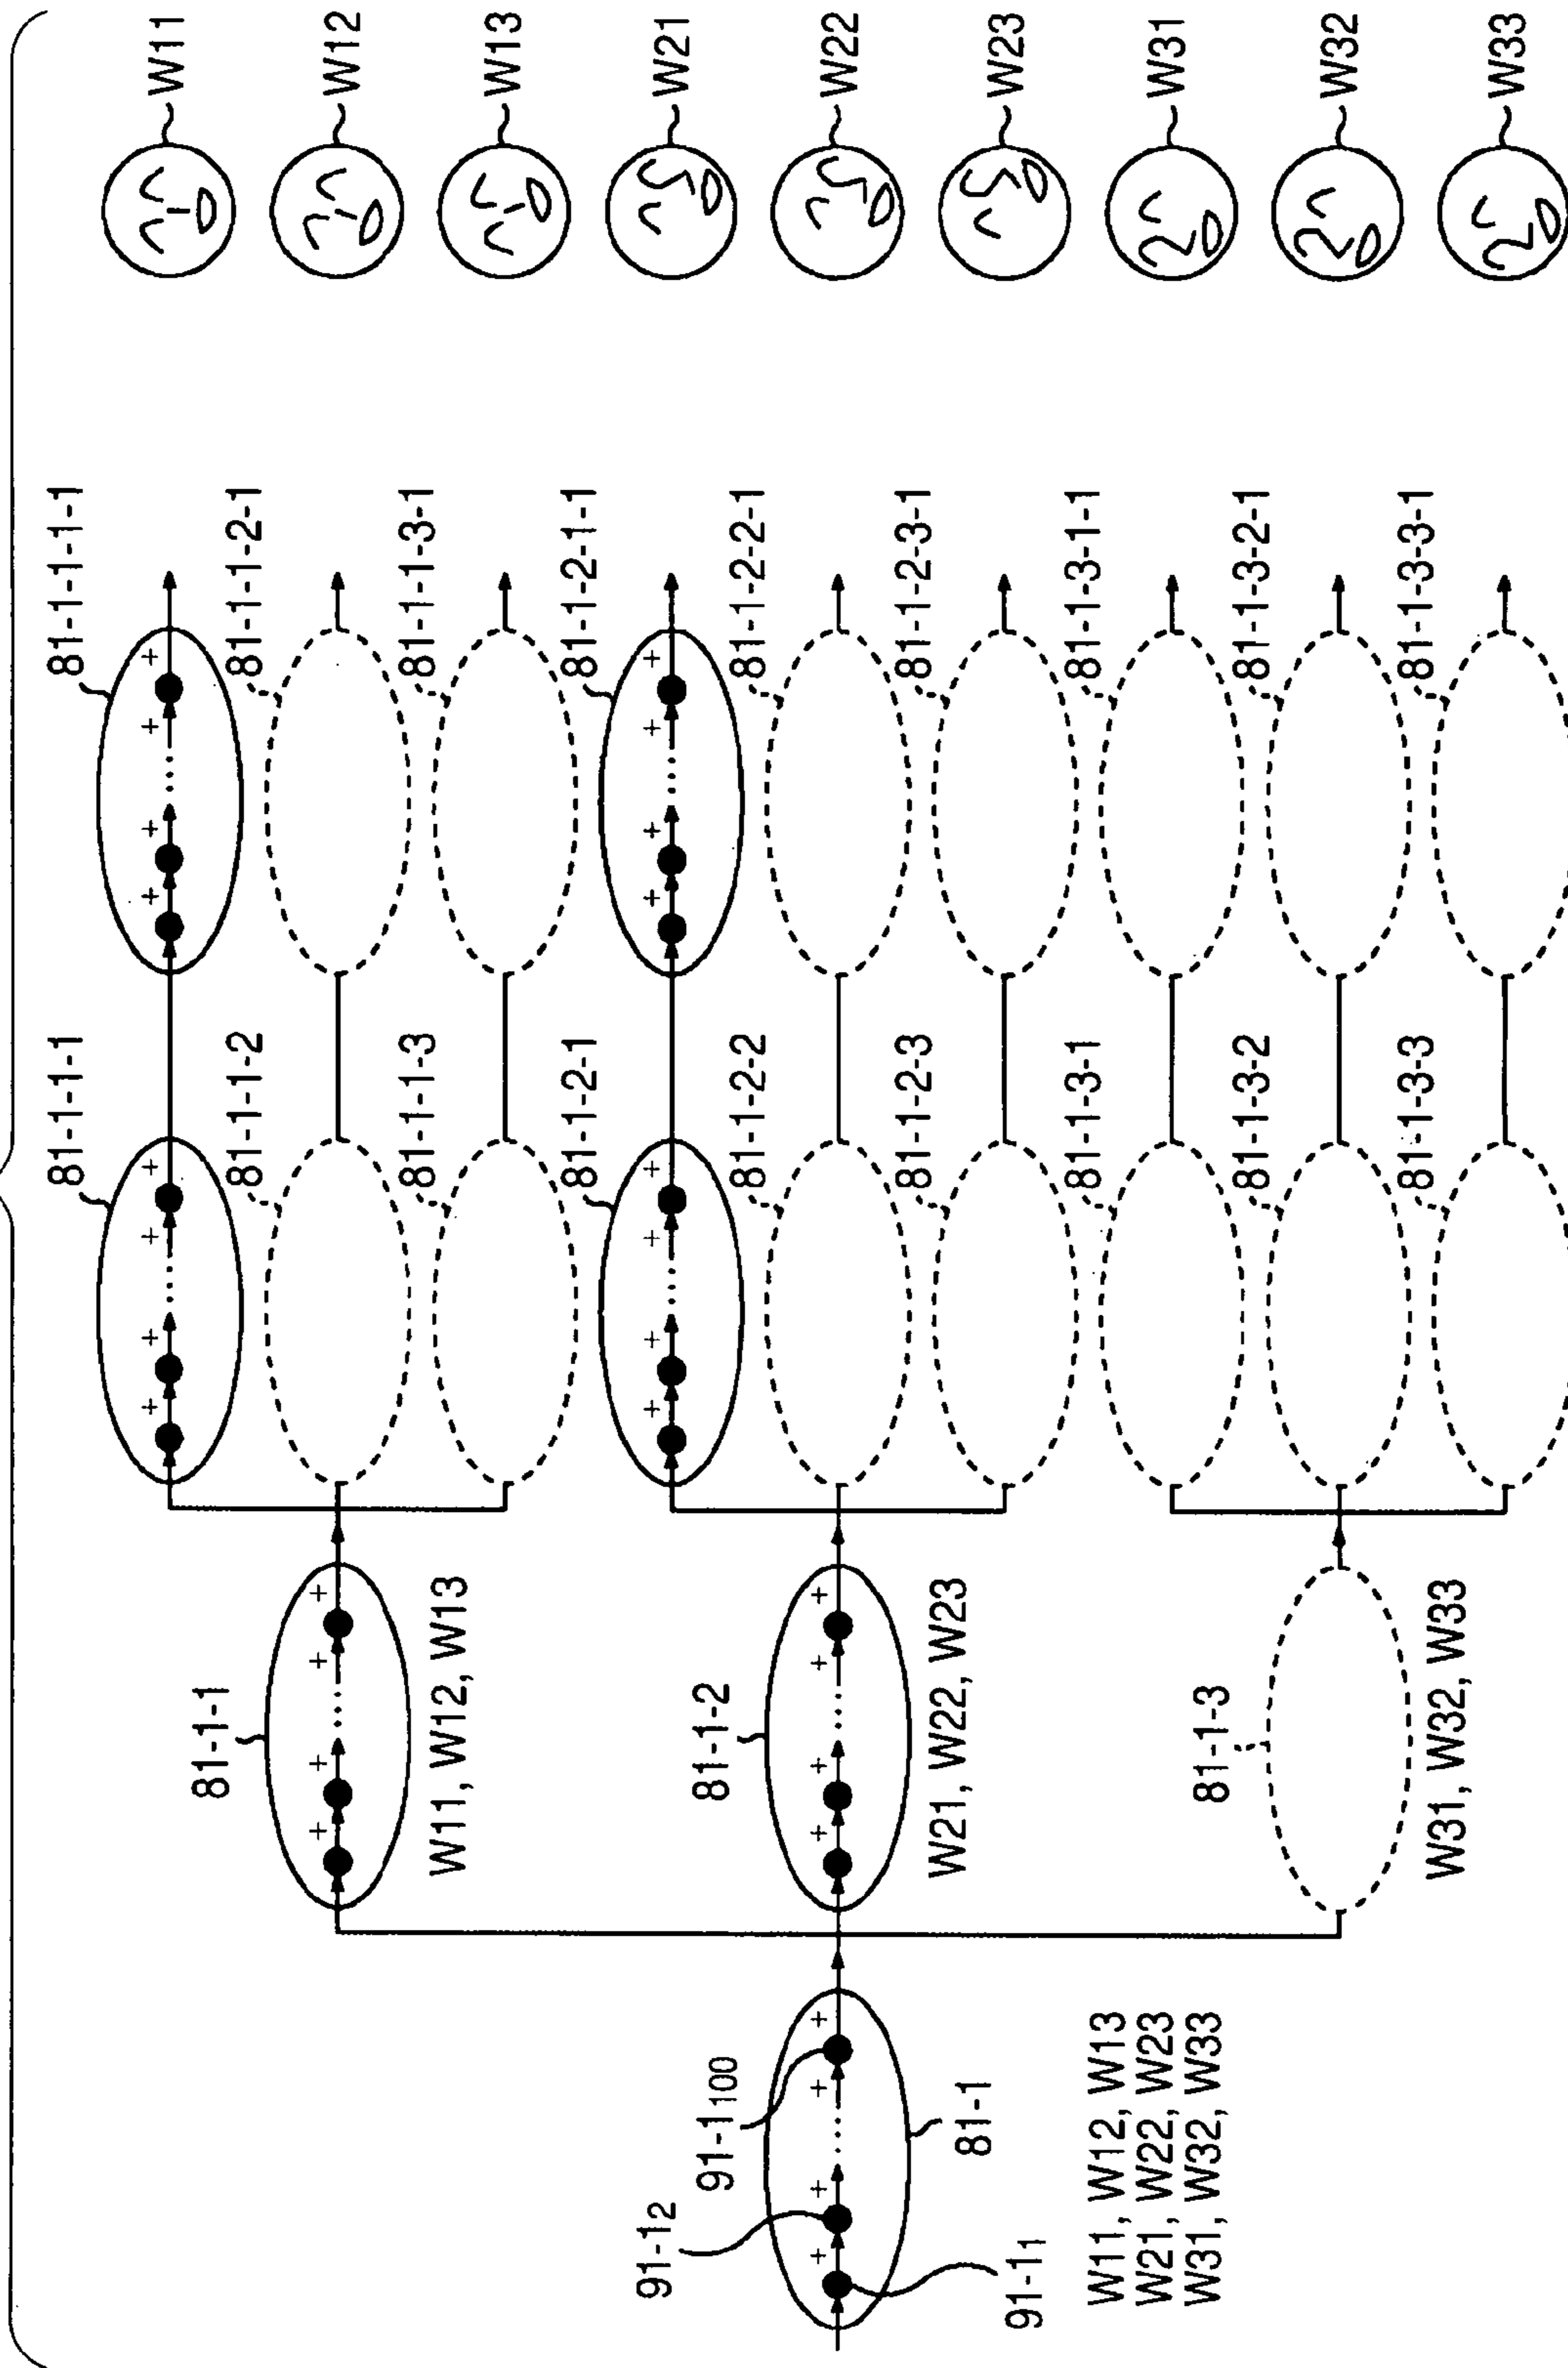 91-1₁
91-1₂
91-1₁₀₀
81-1
W11, W12, W13
W21, W22, W23
W31, W32, W33
81-1-1
W11, W12, W13
81-1-2
W21, W22, W23
81-1-3
W31, W32, W33
81-1-1-1
81-1-1-2
81-1-1-3
81-1-2-1
81-1-2-2
81-1-2-3
81-1-3-1
81-1-3-2
81-1-3-3
81-1-1-1-1
81-1-1-2-1
81-1-1-3-1
81-1-2-1-1
81-1-2-2-1
81-1-2-3-1
81-1-3-1-1
81-1-3-2-1
81-1-3-3-1
W11
W12
W13
W21
W22
W23
W31
W32
W33